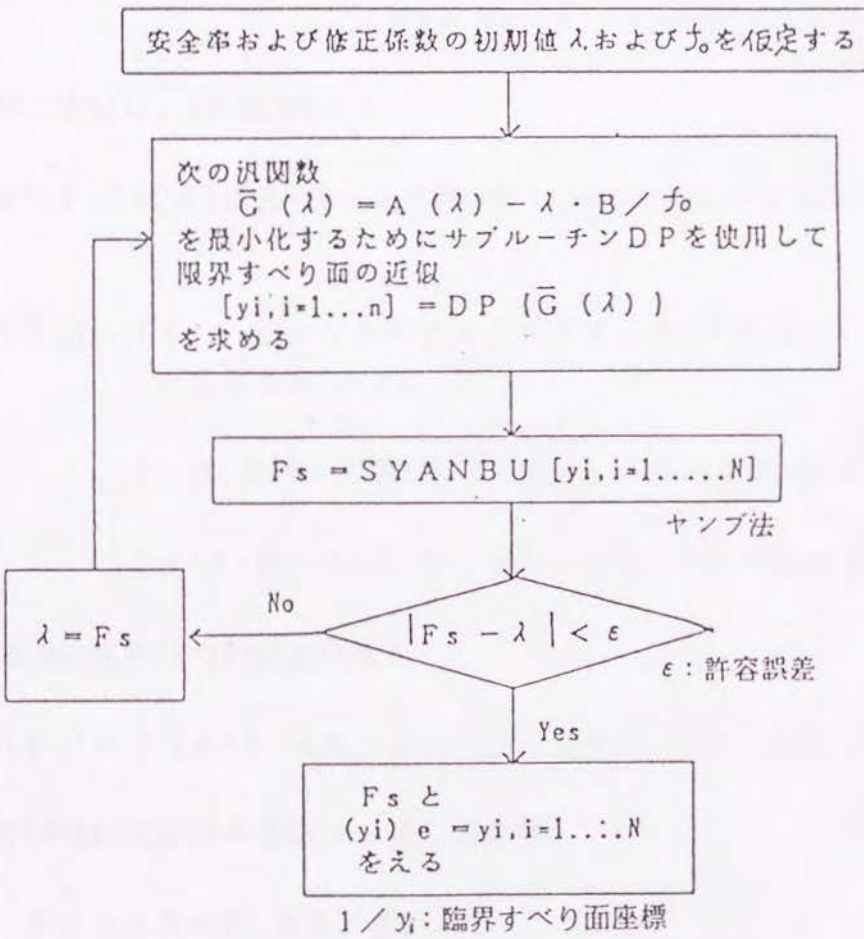 安全率および修正係数の初期値λおよびf₀を仮定する
次の汎関数
G̅ (λ) = A (λ) − λ・B / f₀
を最小化するためにサブルーチンDPを使用して
限界すべり面の近似
[yi,i=1...n] = DP {G̅ (λ)}
を求める
Fs = SYANBU [yi,i=1.....N]
ヤンブ法
No
λ = Fs
|Fs − λ| < ε
ε:許容誤差
Yes
Fs と
(yi) e = yi,i=1....N
をえる
1/yᵢ:臨界すべり面座標